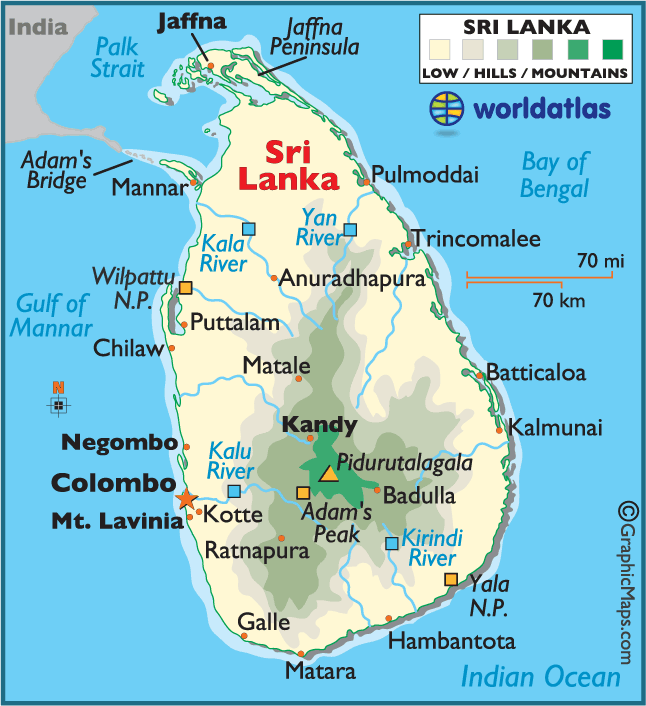 India
Jaffna
Palk
Strait
Jaffna
Peninsula
SRI LANKA
LOW / HILLS / MOUNTAINS
worldatlas
Adam's
Bridge
Mannar
Sri
Lanka
Pulmoddai
Bay of
Bengal
Kala
River
Yan
River
Trincomalee
70 mi
70 km
Wilpattu
N.P.
Anuradhapura
Gulf of
Mannar
Puttalam
Chilaw
Matale
Batticaloa
N
Kandy
Kalmunai
Negombo
Kalu
River
Pidurutalagala
Colombo
Badulla
Adam's
Peak
Mt. Lavinia
Kotte
Kirindi
River
Ratnapura
Yala
N.P.
Galle
Hambantota
Matara
Indian Ocean
©GraphicMaps.com